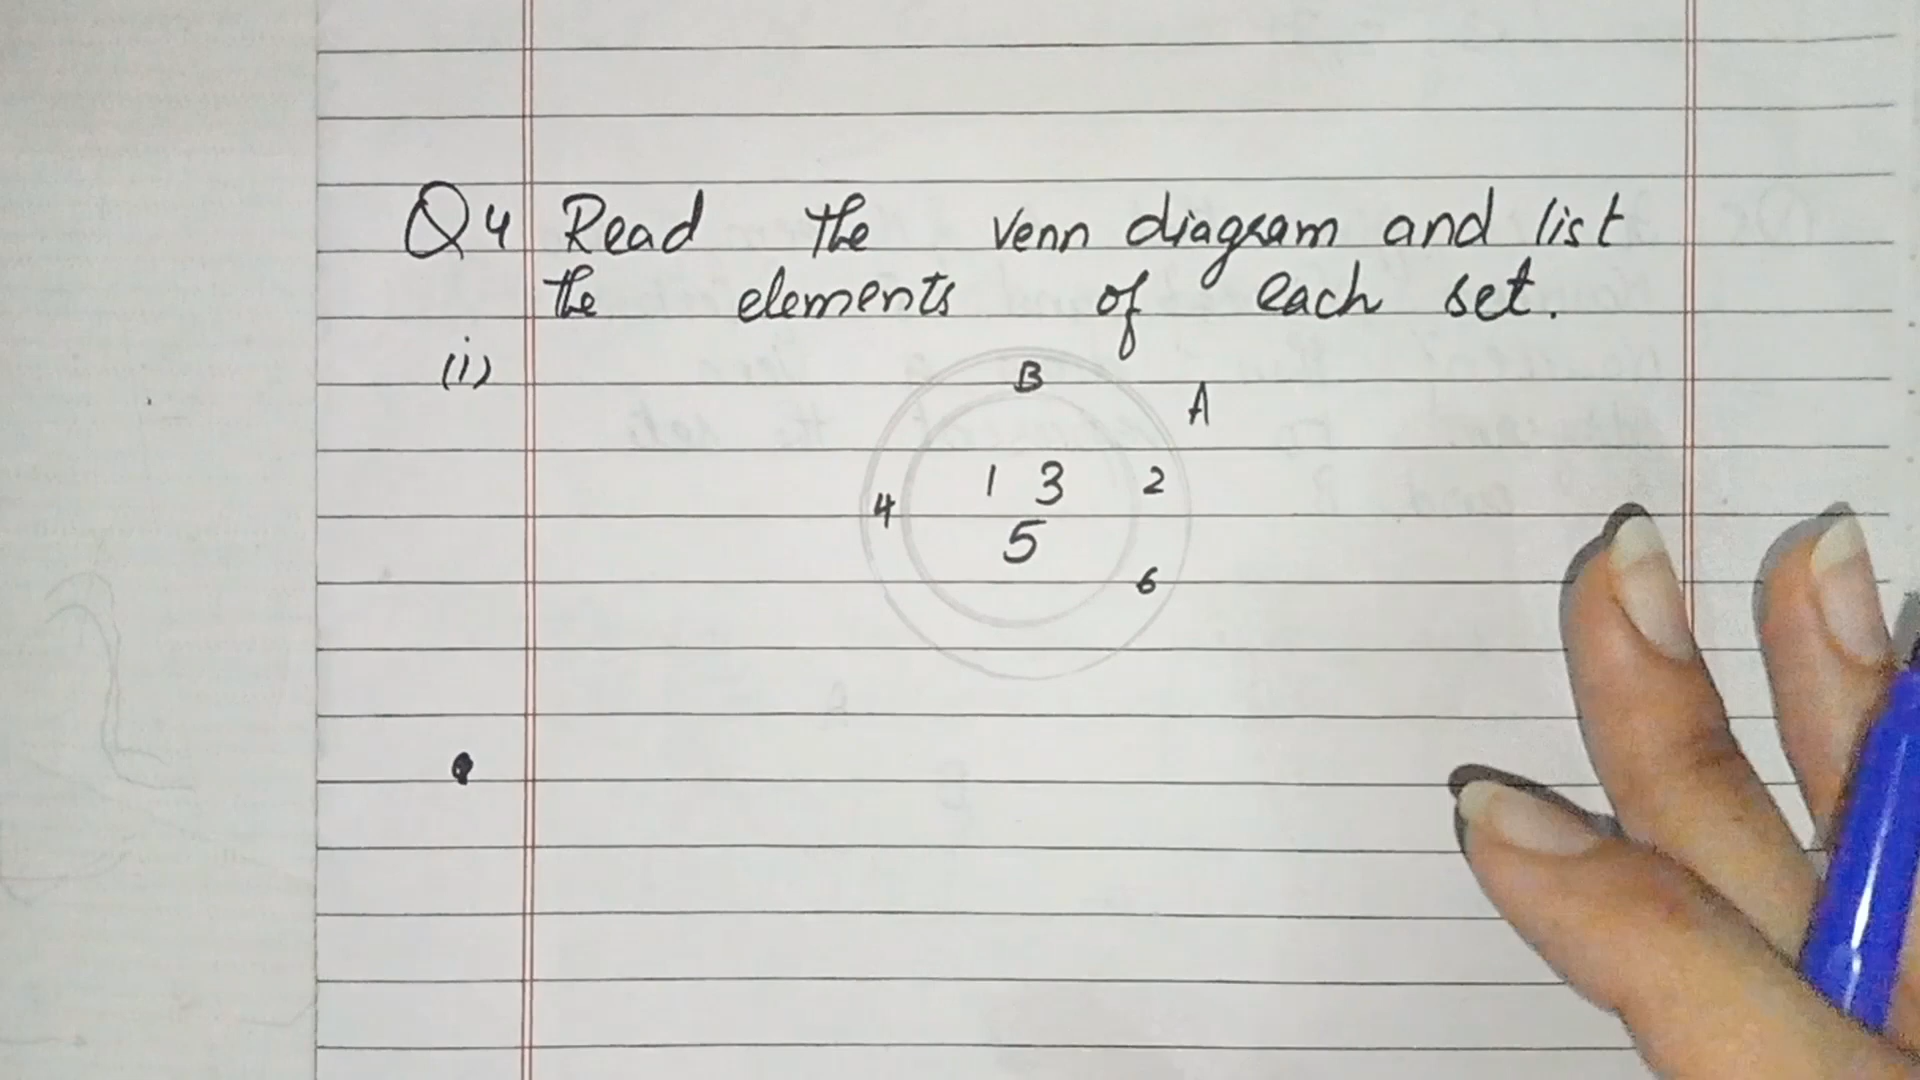 Q4 Read the venn diagram and list
the elements of each set.
(i)
B
A
1 3 2
4
5
6